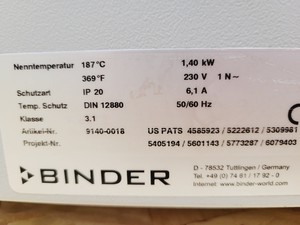 Nenntemperatur 187°C 1,40 kW
369°F 230 V 1 N~
Schutzart IP 20 6,1 A
Temp. Schutz DIN 12880 50/60 Hz
Klasse 3.1
Artikel-Nr. 9140-0018 US PATS 4585923 / 5222612 / 5309981
Projekt-Nr. 5405194 / 5601143 / 5773287 / 6079403
BINDER
D - 78532 Tuttlingen / Germany
Tel. +49 (0) 74 61 / 17 92 - 0
Internet: www.binder-world.com